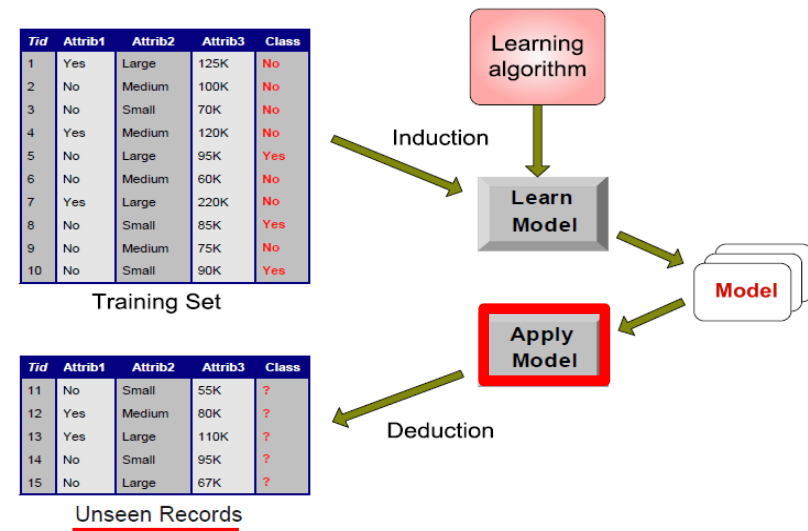 Tid Attrib1 Attrib2 Attrib3 Class
1 Yes Large 125K No
2 No Medium 100K No
3 No Small 70K No
4 Yes Medium 120K No
5 No Large 95K Yes
6 No Medium 60K No
7 Yes Large 220K No
8 No Small 85K Yes
9 No Medium 75K No
10 No Small 90K Yes
Training Set
Learning
algorithm
Induction
Learn
Model
Model
Apply
Model
Deduction
Tid Attrib1 Attrib2 Attrib3 Class
11 No Small 55K ?
12 Yes Medium 80K ?
13 Yes Large 110K ?
14 No Small 95K ?
15 No Large 67K ?
Unseen Records